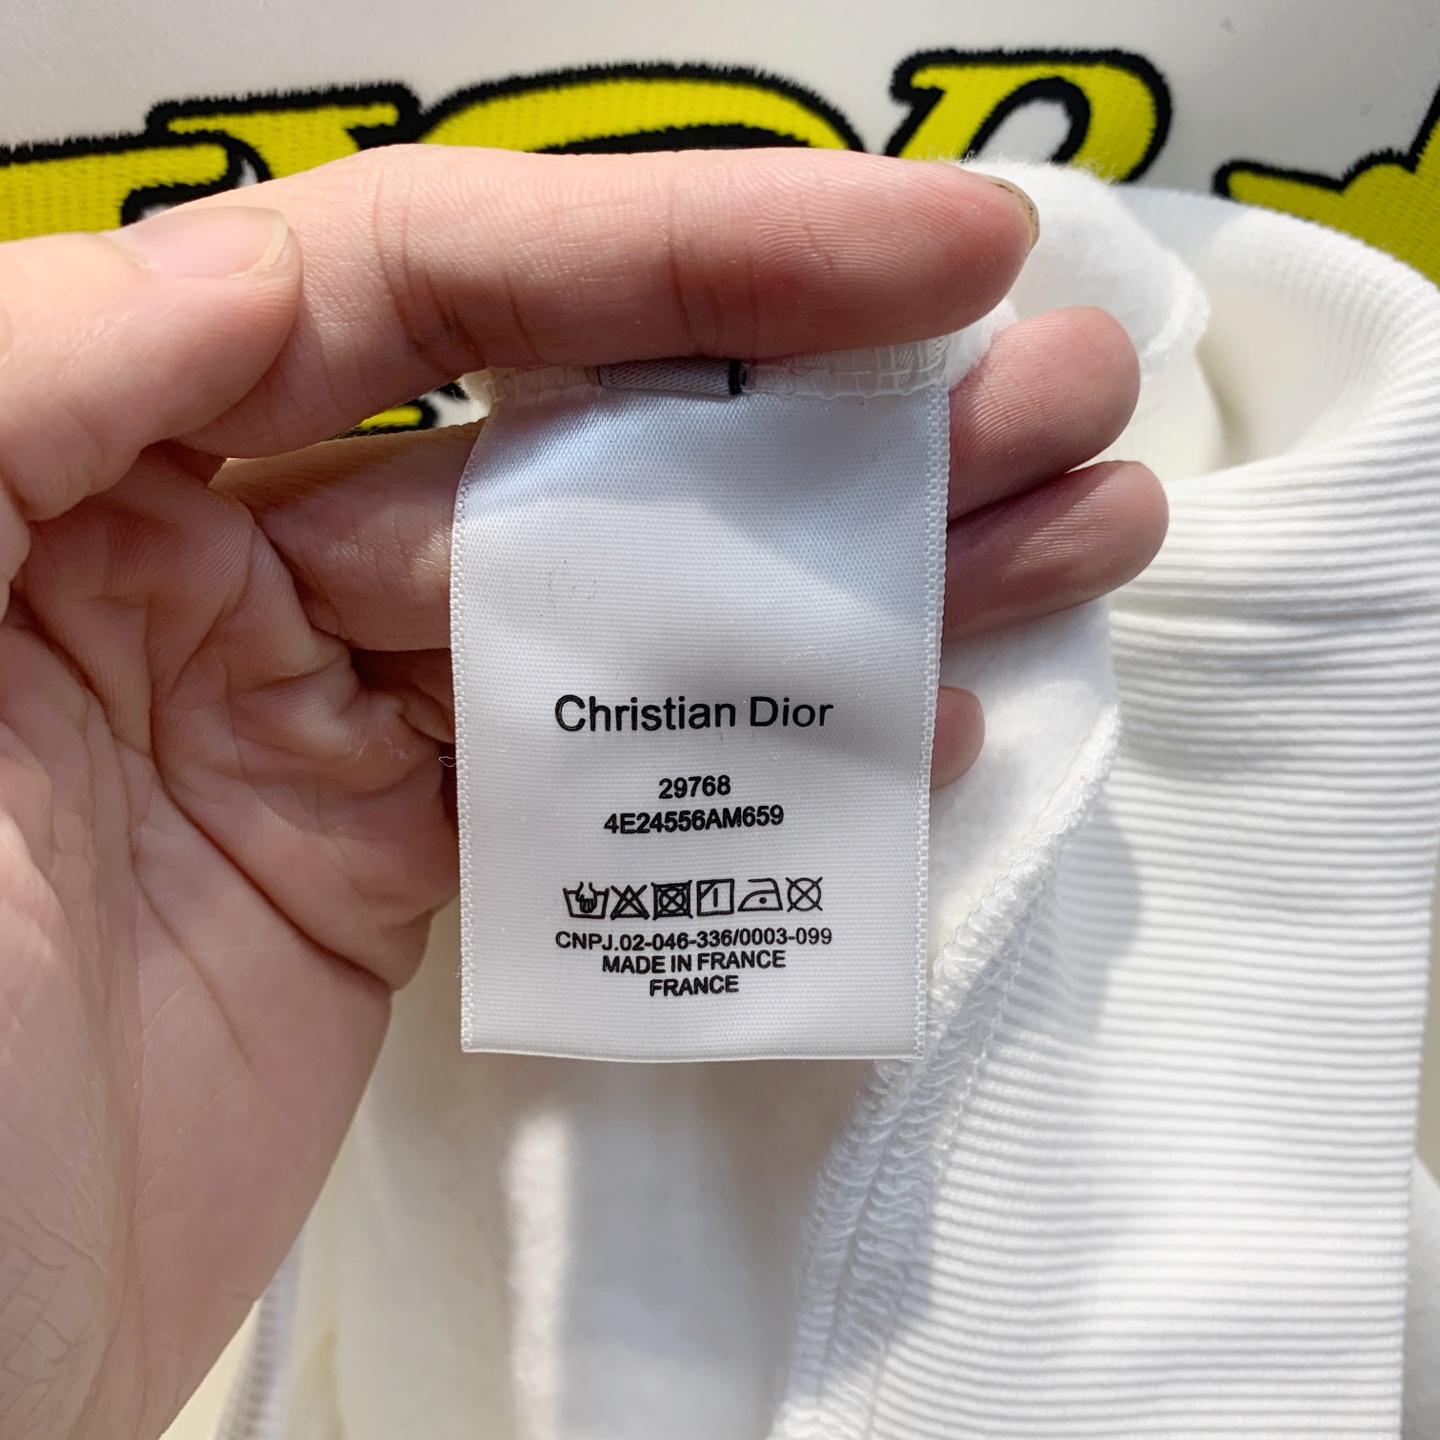 Christian Dior
29768
4E24556AM659
CNPJ.02-046-336/0003-099
MADE IN FRANCE
FRANCE